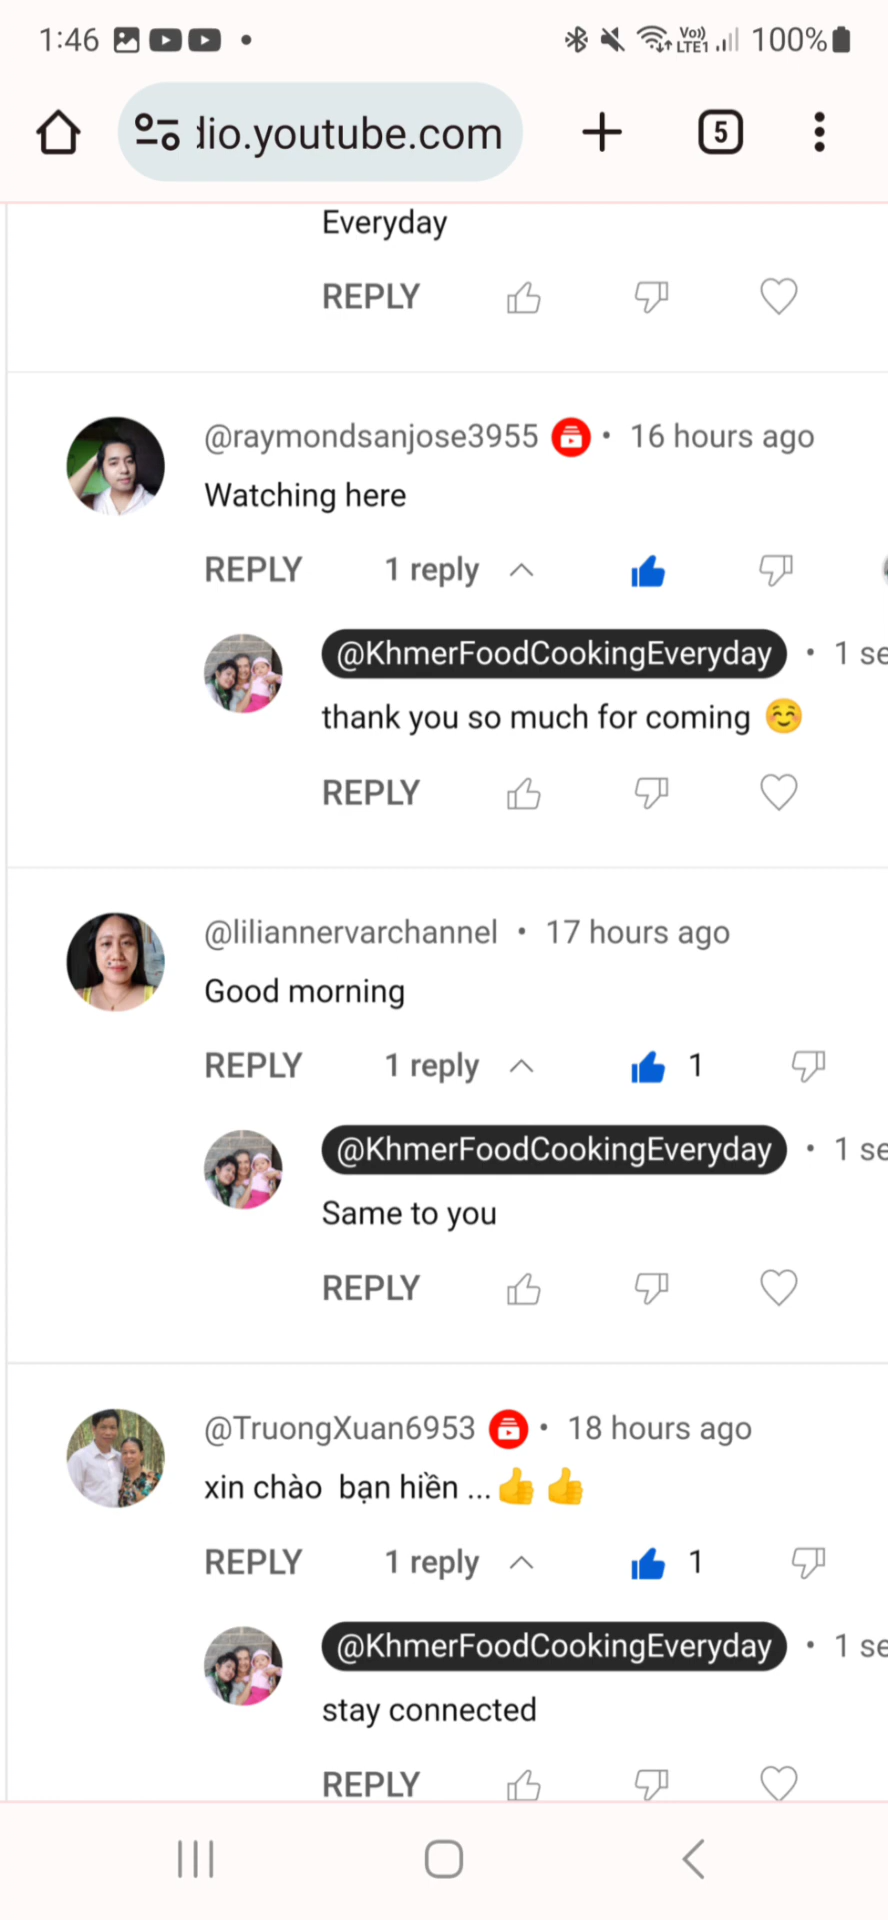 1:46
Vo))
LTE1
100%
dio.youtube.com
5
Everyday
REPLY
@raymondsanjose3955 • 16 hours ago
Watching here
REPLY 1 reply
@KhmerFoodCookingEveryday • 1 se
thank you so much for coming ☺️
REPLY
@liliannervarchannel • 17 hours ago
Good morning
REPLY 1 reply 1
@KhmerFoodCookingEveryday • 1 se
Same to you
REPLY
@TruongXuan6953 • 18 hours ago
xin chào bạn hiền ...👍 👍
REPLY 1 reply 1
@KhmerFoodCookingEveryday • 1 se
stay connected
REPLY